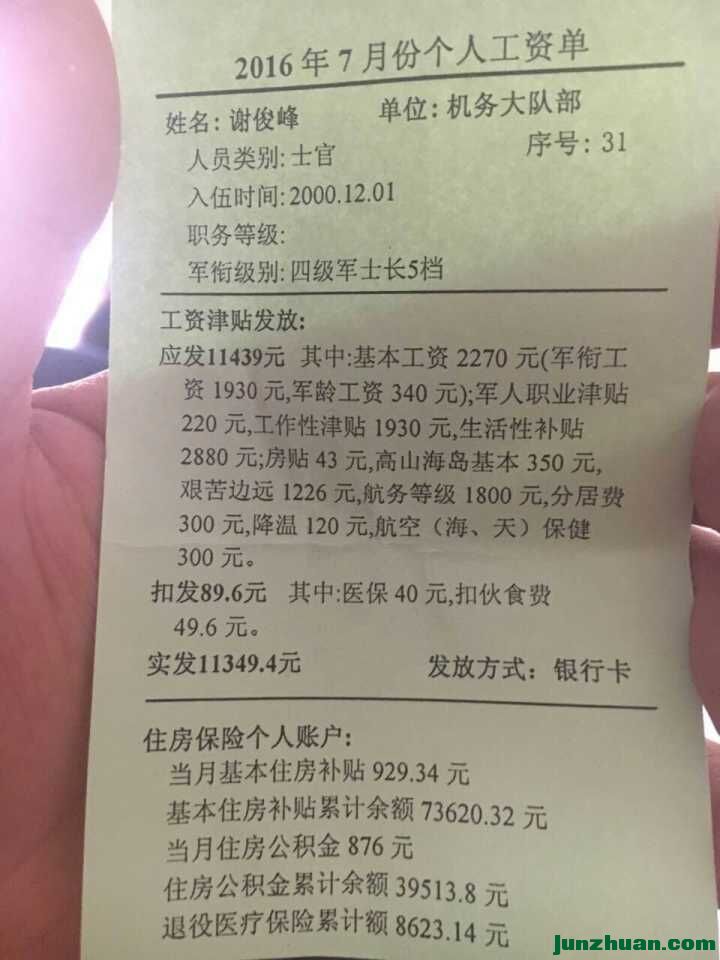 2016年7月份个人工资单
姓名: 谢俊峰 单位: 机务大队部
人员类别: 士官 序号: 31
入伍时间: 2000.12.01
职务等级:
军衔级别: 四级军士长5档
工资津贴发放:
应发11439元 其中:基本工资 2270 元(军衔工
资 1930 元,军龄工资 340 元);军人职业津贴
220 元,工作性津贴 1930 元,生活性补贴
2880 元;房贴 43 元,高山海岛基本 350 元,
艰苦边远 1226 元,航务等级 1800 元,分居费
300 元,降温 120 元,航空（海、天）保健
300 元。
扣发89.6元 其中:医保 40 元,扣伙食费
49.6 元。
实发11349.4元 发放方式：银行卡
住房保险个人账户:
当月基本住房补贴 929.34 元
基本住房补贴累计余额 73620.32 元
当月住房公积金 876 元
住房公积金累计余额 39513.8 元
退役医疗保险累计额 8623.14 元
junzhuan.com